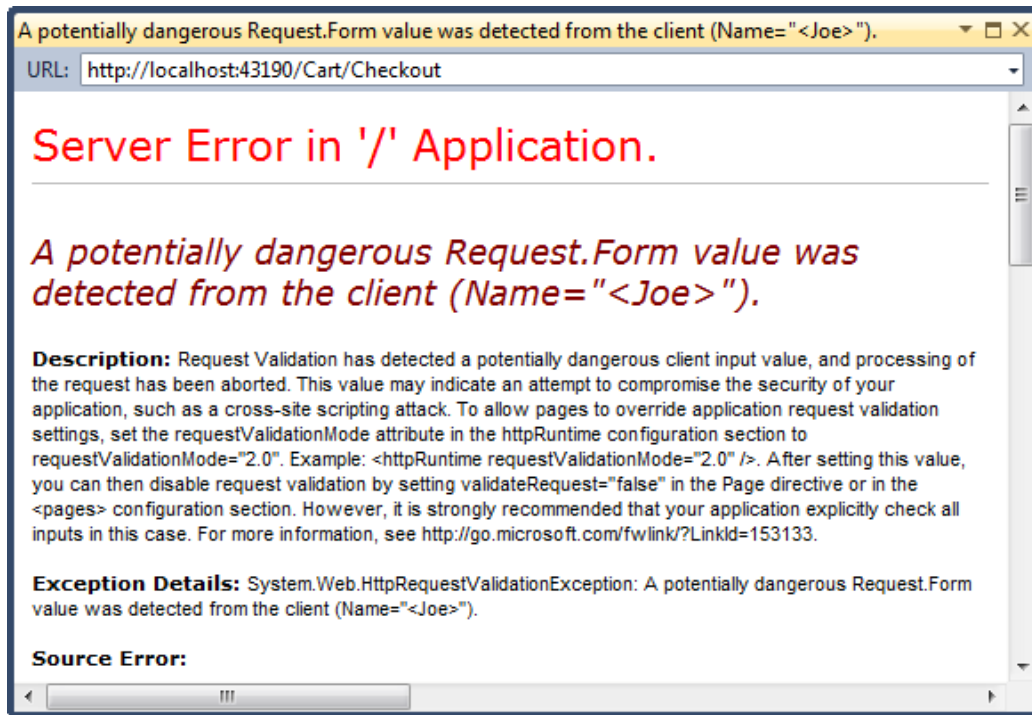 A potentially dangerous Request.Form value was detected from the client (Name="<Joe>").
URL: http://localhost:43190/Cart/Checkout
Server Error in '/' Application.
A potentially dangerous Request.Form value was
detected from the client (Name="<Joe>").
Description: Request Validation has detected a potentially dangerous client input value, and processing of
the request has been aborted. This value may indicate an attempt to compromise the security of your
application, such as a cross-site scripting attack. To allow pages to override application request validation
settings, set the requestValidationMode attribute in the httpRuntime configuration section to
requestValidationMode="2.0". Example: <httpRuntime requestValidationMode="2.0" />. After setting this value,
you can then disable request validation by setting validateRequest="false" in the Page directive or in the
<pages> configuration section. However, it is strongly recommended that your application explicitly check all
inputs in this case. For more information, see http://go.microsoft.com/fwlink/?LinkId=153133.
Exception Details: System.Web.HttpRequestValidationException: A potentially dangerous Request.Form
value was detected from the client (Name="<Joe>").
Source Error: